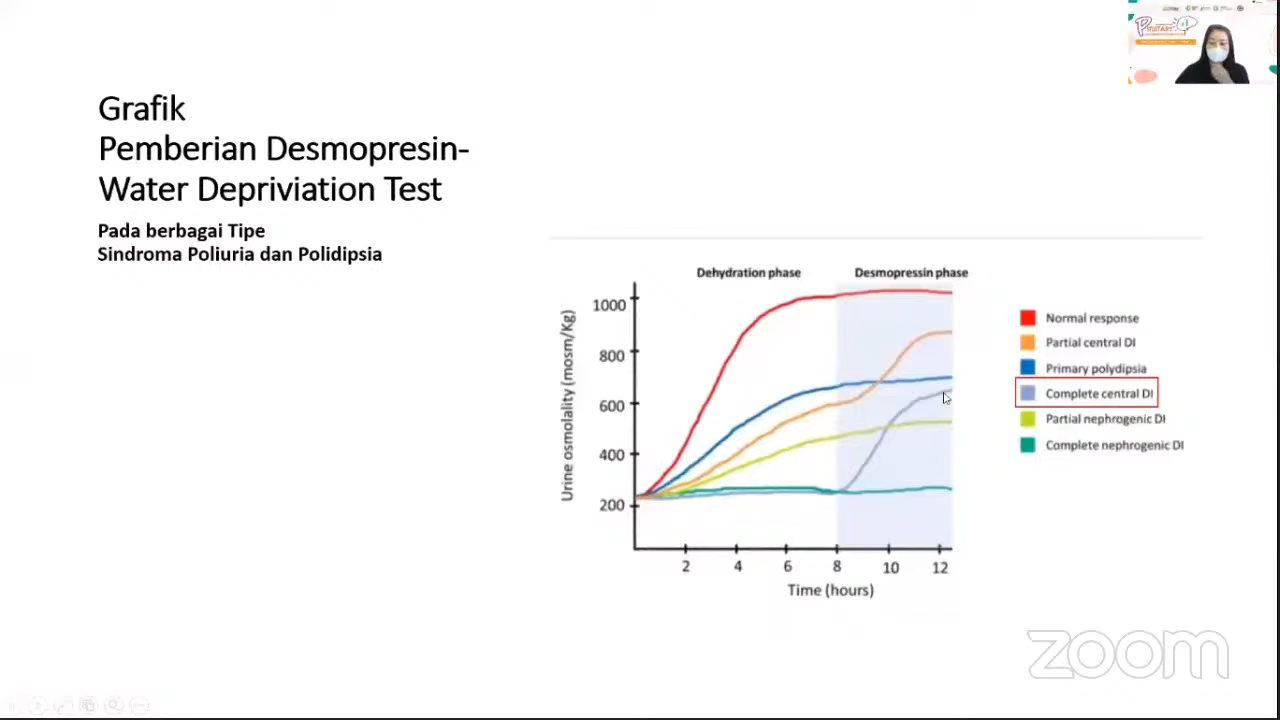 Grafik
Pemberian Desmopresin-
Water Depriviation Test
Pada berbagai Tipe
Sindroma Poliuria dan Polidipsia
Dehydration phase
Desmopressin phase
Urine osmolality (mosm/Kg)
1000
800
600
400
200
2 4 6 8 10 12
Time (hours)
Normal response
Partial central DI
Primary polydipsia
Complete central DI
Partial nephrogenic DI
Complete nephrogenic DI
zoom